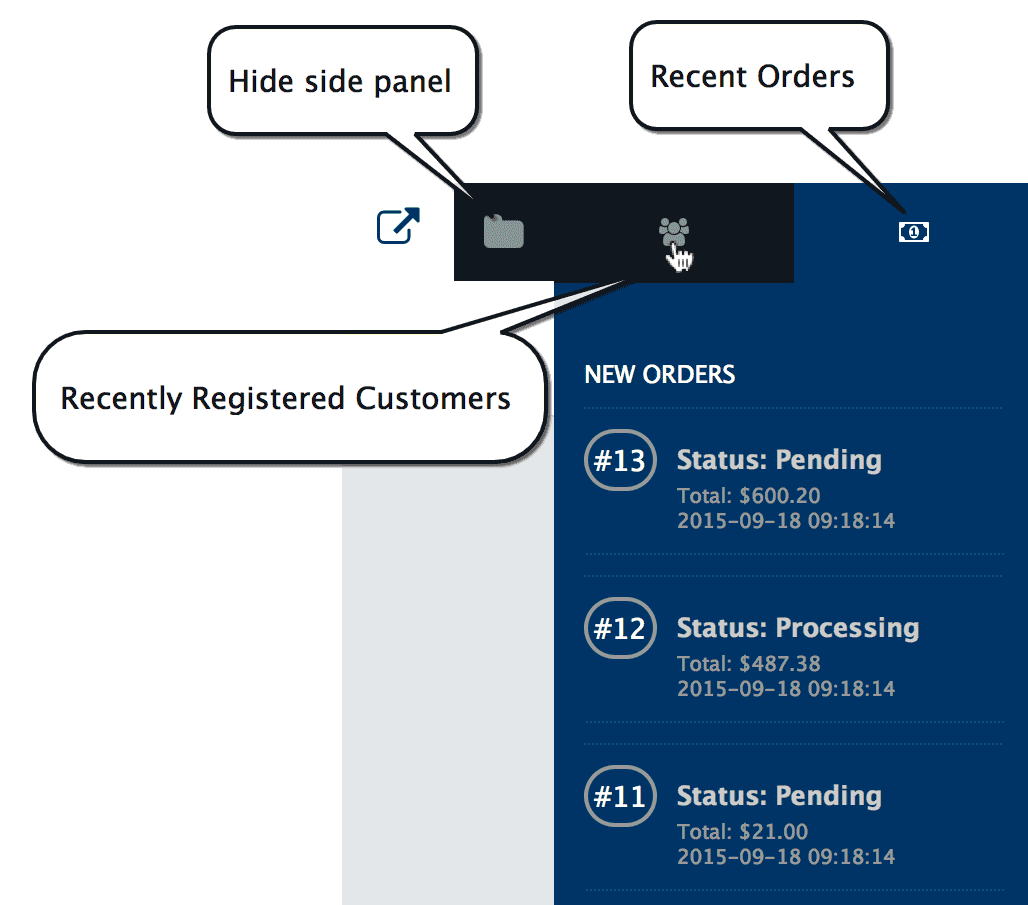 Hide side panel
Recent Orders
Recently Registered Customers
NEW ORDERS
#13
Status: Pending
Total: $600.20
2015-09-18 09:18:14
#12
Status: Processing
Total: $487.38
2015-09-18 09:18:14
#11
Status: Pending
Total: $21.00
2015-09-18 09:18:14